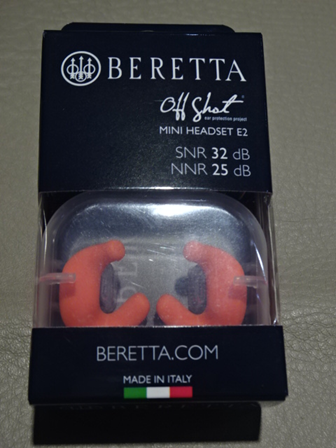 BERETTA
Off Shot
ear protection project
MINI HEADSET E2
SNR 32 dB
NNR 25 dB
BERETTA.COM
MADE IN ITALY